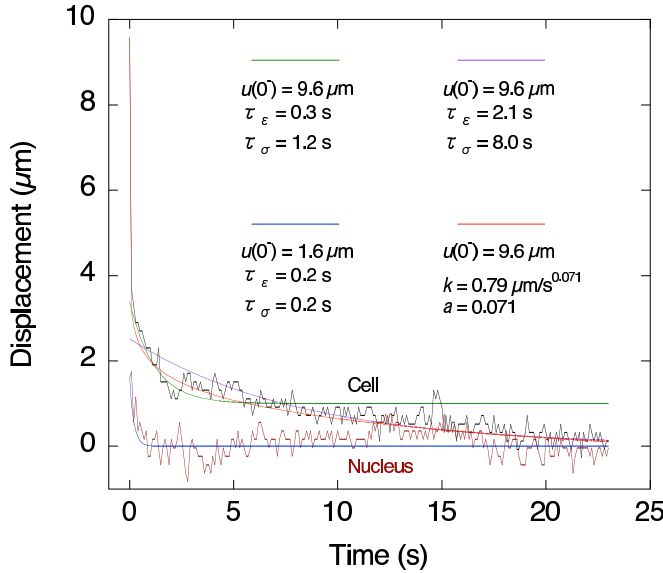 10
8
6
4
2
0
Displacement (μm)
u(0⁻) = 9.6 μm
τ ε = 0.3 s
τ σ = 1.2 s
u(0⁻) = 9.6 μm
τ ε = 2.1 s
τ σ = 8.0 s
u(0⁻) = 1.6 μm
τ ε = 0.2 s
τ σ = 0.2 s
u(0⁻) = 9.6 μm
k = 0.79 μm/s^0.071
a = 0.071
Cell
Nucleus
0 5 10 15 20 25
Time (s)